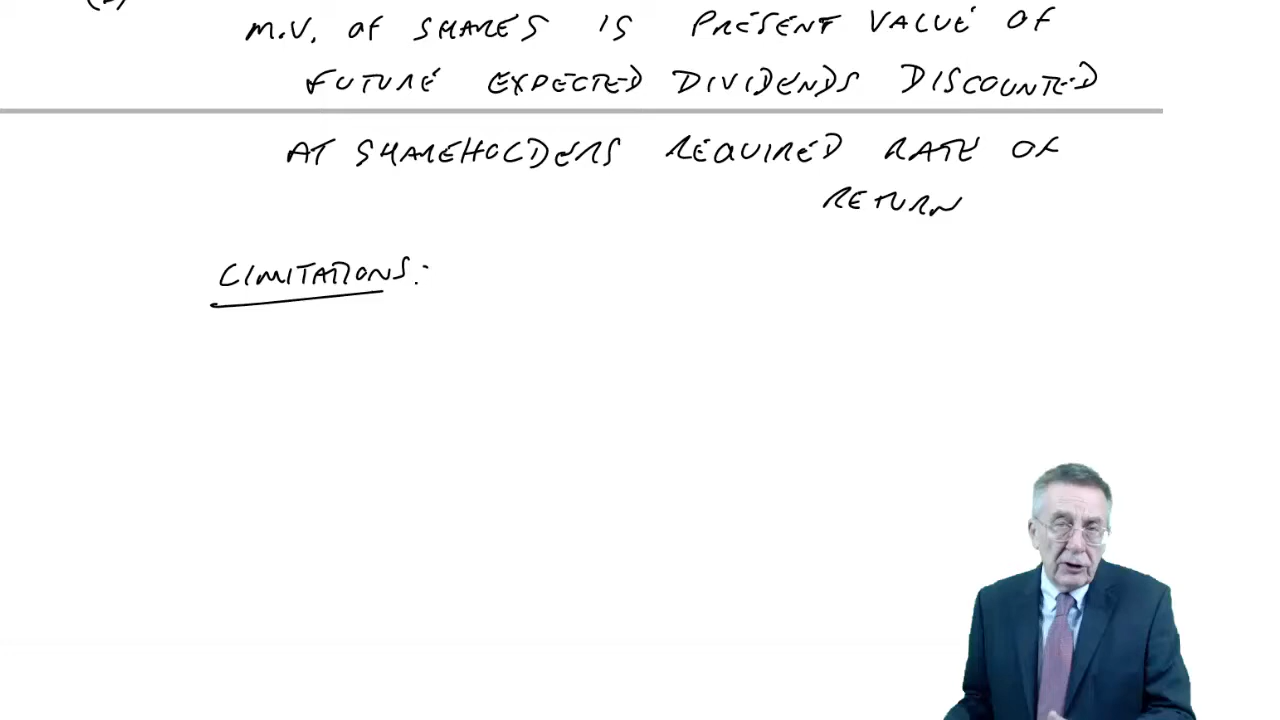 M.V. OF SHARES IS PRESENT VALUE OF
FUTURE EXPECTED DIVIDENDS DISCOUNTED
AT SHAREHOLDERS REQUIRED RATE OF
RETURN
LIMITATIONS: